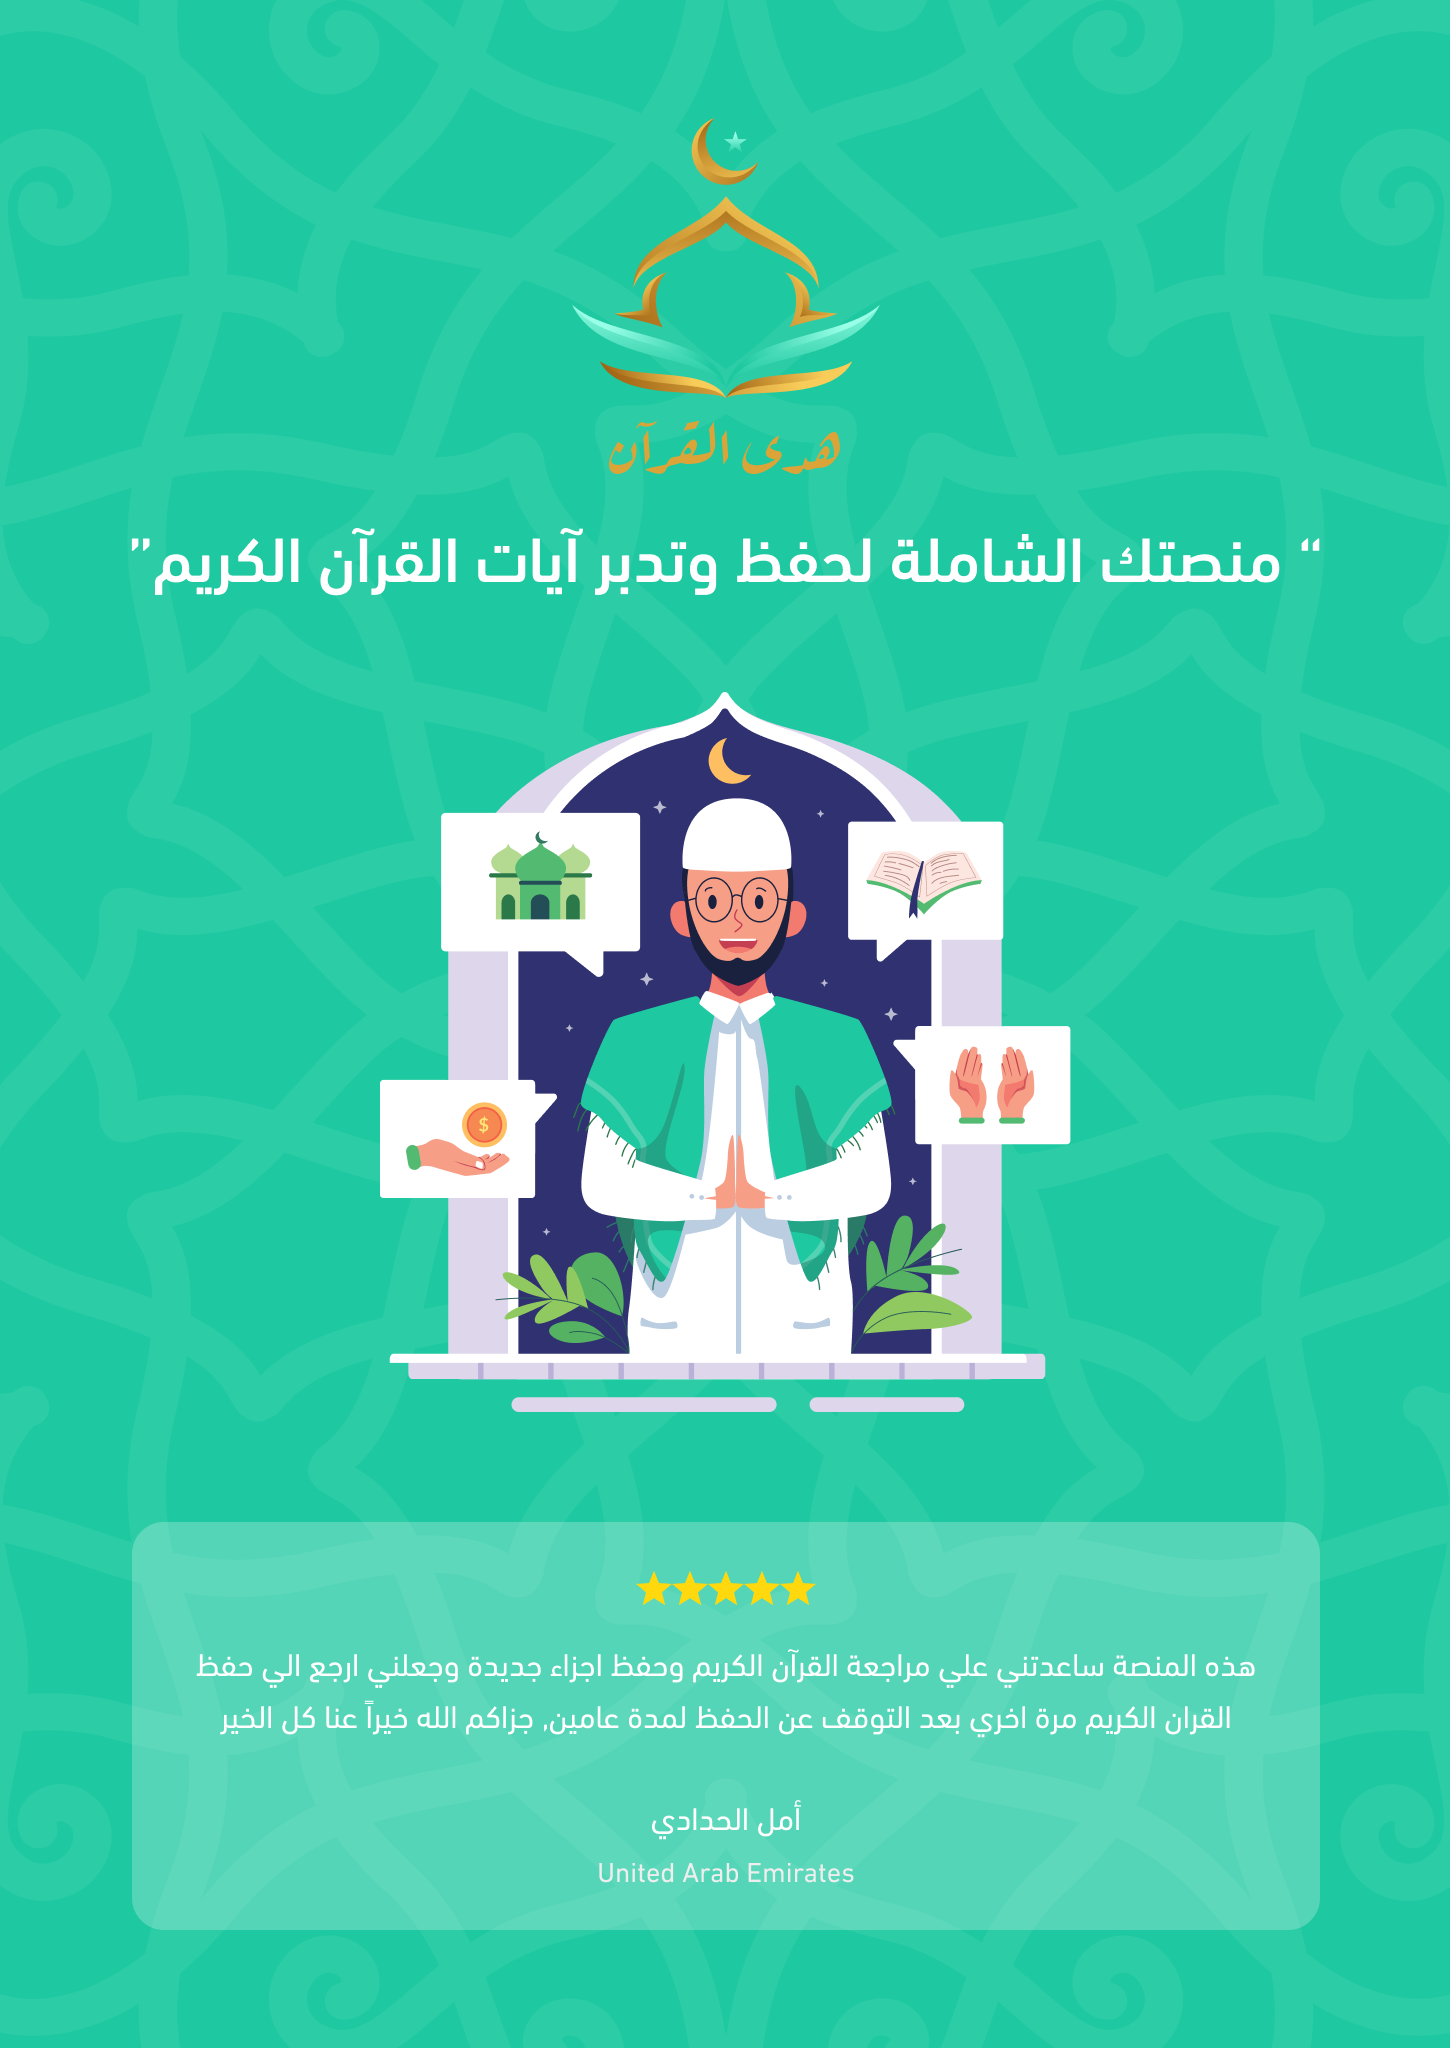 هدى القرآن
“ منصتك الشاملة لحفظ وتدبر آيات القرآن الكريم”
$
هذه المنصة ساعدتني علي مراجعة القرآن الكريم وحفظ اجزاء جديدة وجعلني ارجع الي حفظ
القران الكريم مرة اخري بعد التوقف عن الحفظ لمدة عامين, جزاكم الله خيراً عنا كل الخير
أمل الحدادي
United Arab Emirates